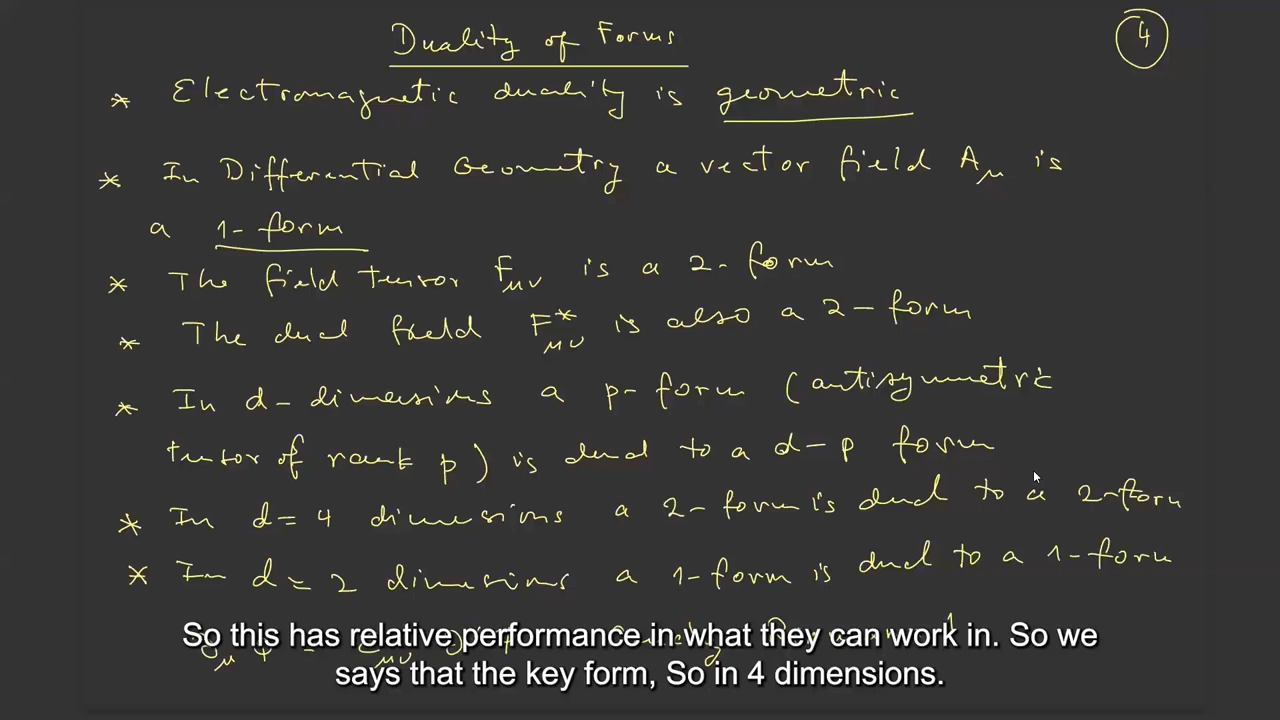 Duality of Forms
4
* Electromagnetic duality is geometric
* In Differential Geometry a vector field Aμ is
a 1-form
* The field tensor Fμν is a 2-form
* The dual field F*μν is also a 2-form
* In d-dimensions a p-form (antisymmetric
tensor of rank p) is dual to a d-p form
* In d=4 dimensions a 2-form is dual to a 2-form
* In d=2 dimensions a 1-form is dual to a 1-form
So this has relative performance in what they can work in. So we
says that the key form, So in 4 dimensions.